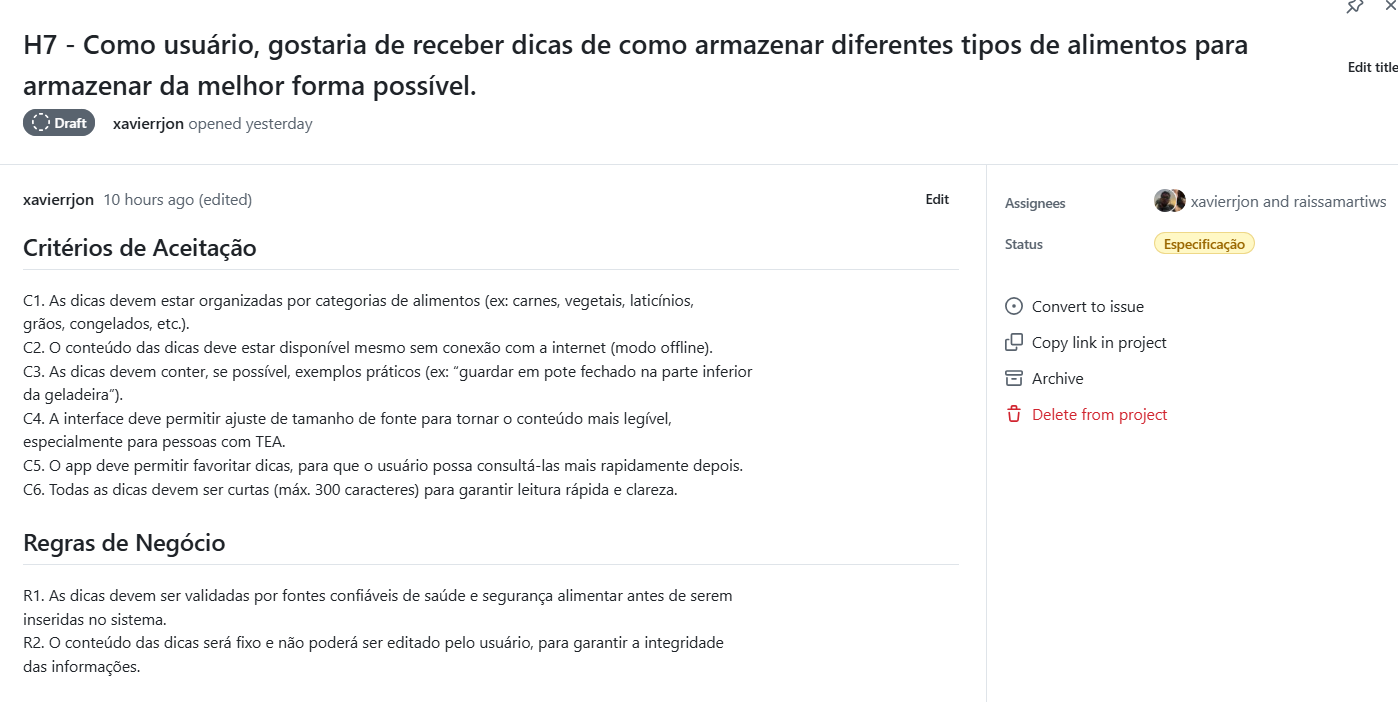 H7 - Como usuário, gostaria de receber dicas de como armazenar diferentes tipos de alimentos para
armazenar da melhor forma possível.
Edit title
Draft
xavierrjon opened yesterday
xavierrjon 10 hours ago (edited)
Edit
Critérios de Aceitação
C1. As dicas devem estar organizadas por categorias de alimentos (ex: carnes, vegetais, laticínios,
grãos, congelados, etc.).
C2. O conteúdo das dicas deve estar disponível mesmo sem conexão com a internet (modo offline).
C3. As dicas devem conter, se possível, exemplos práticos (ex: “guardar em pote fechado na parte inferior
da geladeira”).
C4. A interface deve permitir ajuste de tamanho de fonte para tornar o conteúdo mais legível,
especialmente para pessoas com TEA.
C5. O app deve permitir favoritar dicas, para que o usuário possa consultá-las mais rapidamente depois.
C6. Todas as dicas devem ser curtas (máx. 300 caracteres) para garantir leitura rápida e clareza.
Regras de Negócio
R1. As dicas devem ser validadas por fontes confiáveis de saúde e segurança alimentar antes de serem
inseridas no sistema.
R2. O conteúdo das dicas será fixo e não poderá ser editado pelo usuário, para garantir a integridade
das informações.
Assignees
xavierrjon and raissamartiws
Status
Especificação
Convert to issue
Copy link in project
Archive
Delete from project